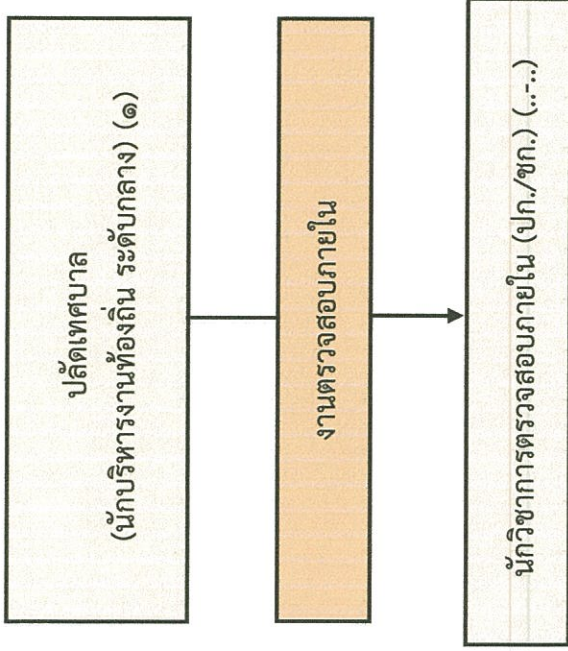 ปลัดเทศบาล
(นักบริหารงานท้องถิ่น ระดับกลาง) (๑)
งานตรวจสอบภายใน
นักวิชาการตรวจสอบภายใน (ปก./ชก.) (..-..)